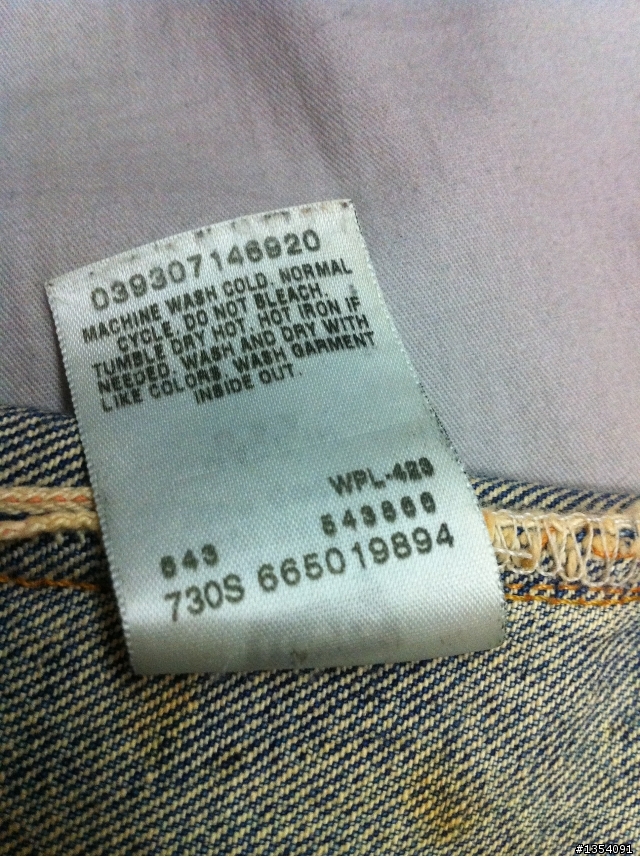 039307146920
MACHINE WASH COLD. NORMAL
CYCLE. DO NOT BLEACH.
TUMBLE DRY HOT. HOT IRON IF
NEEDED. WASH AND DRY WITH
LIKE COLORS. WASH GARMENT
INSIDE OUT.
WPL-423
543
730S 665019894
#1354091